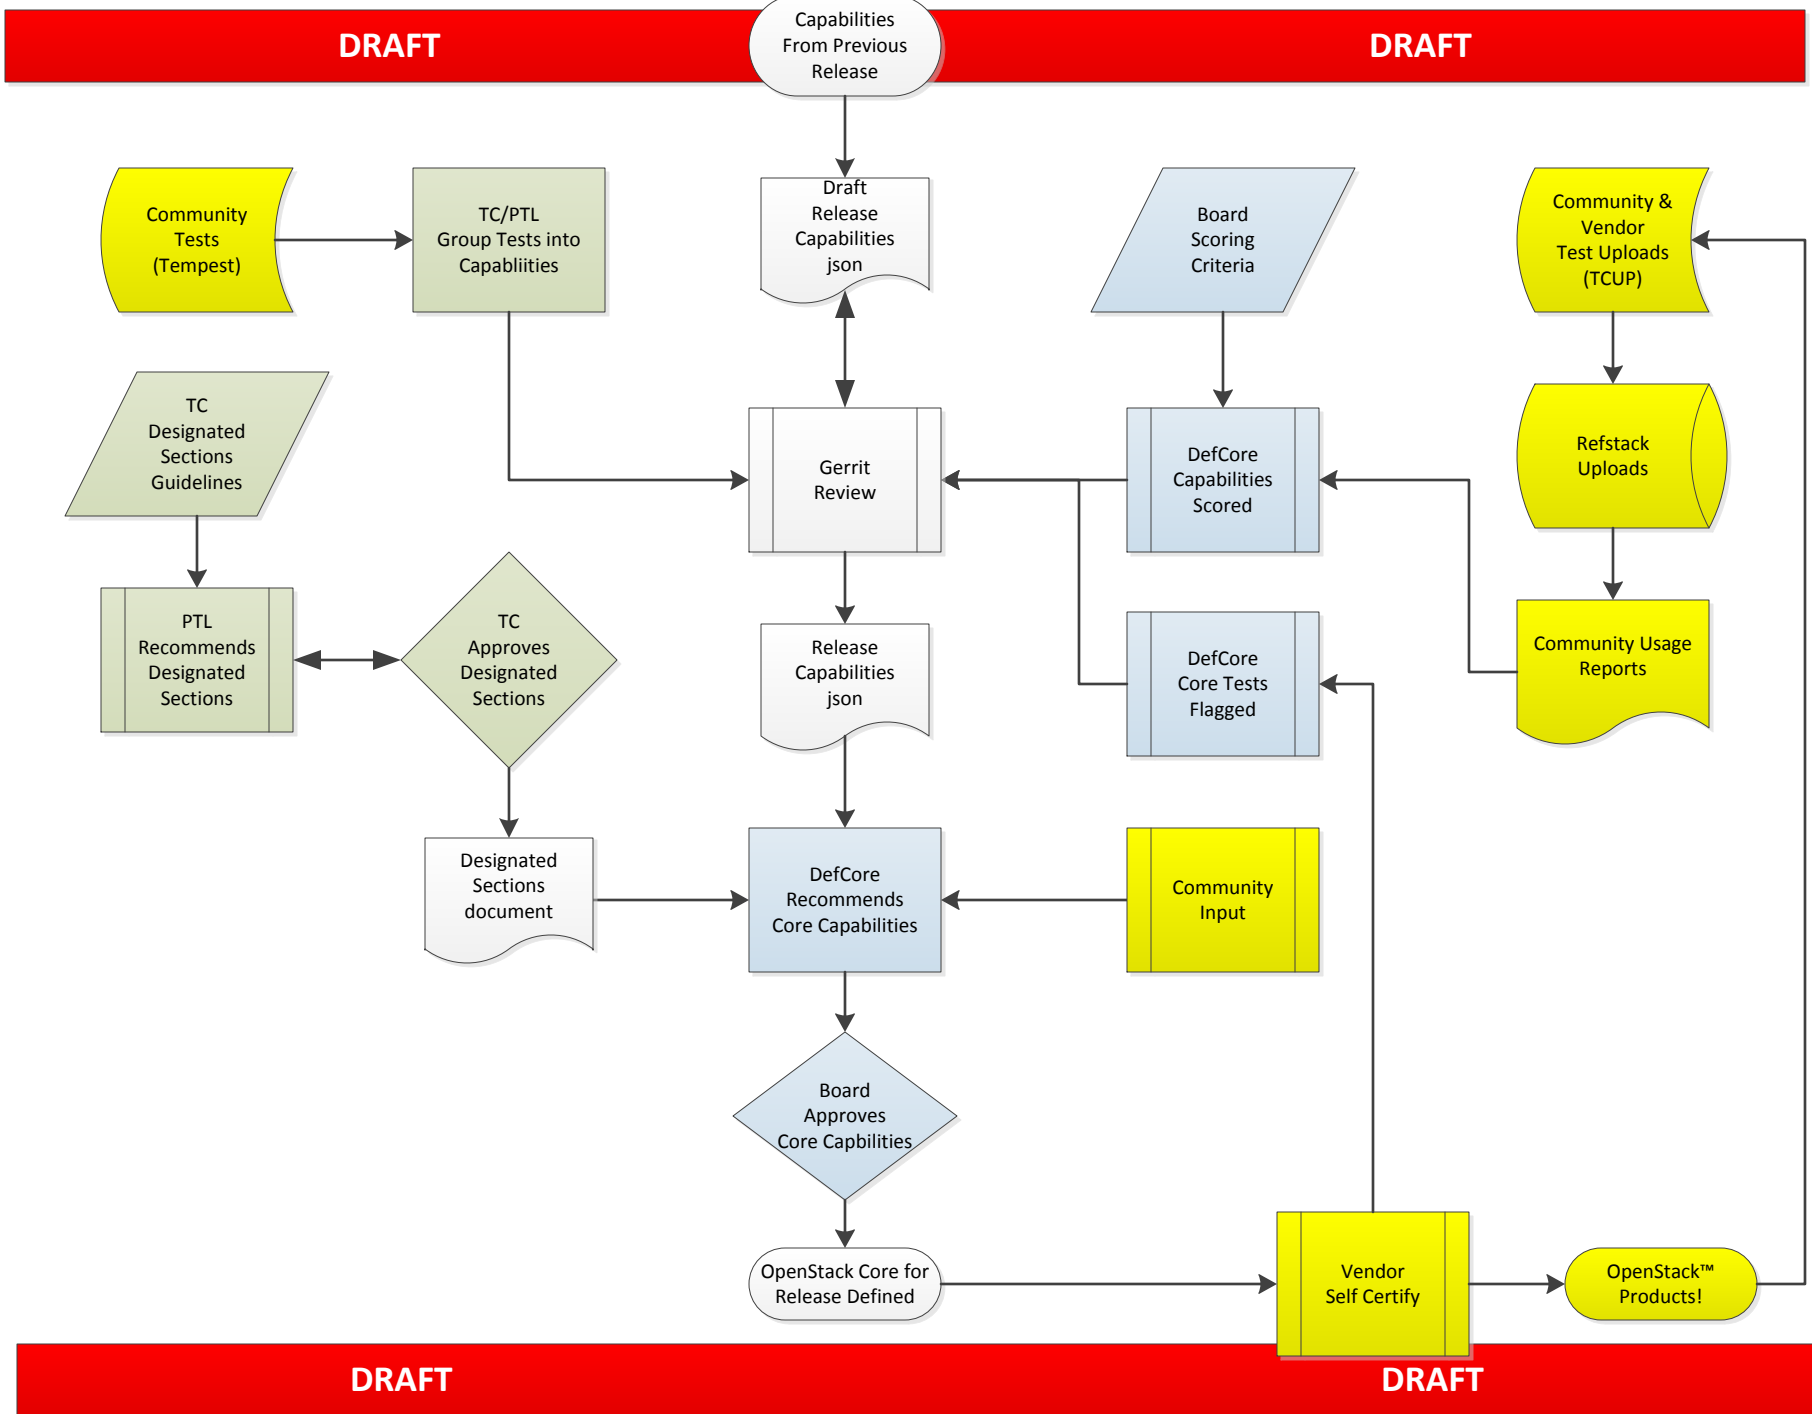 DRAFT
Capabilities
From Previous
Release
DRAFT
Community
Tests
(Tempest)
TC/PTL
Group Tests into
Capabliities
Draft
Release
Capabilities
json
Board
Scoring
Criteria
Community &
Vendor
Test Uploads
(TCUP)
TC
Designated
Sections
Guidelines
Gerrit
Review
DefCore
Capabilities
Scored
Refstack
Uploads
PTL
Recommends
Designated
Sections
TC
Approves
Designated
Sections
Release
Capabilities
json
DefCore
Core Tests
Flagged
Community Usage
Reports
Designated
Sections
document
DefCore
Recommends
Core Capabilities
Community
Input
Board
Approves
Core Capbilities
OpenStack Core for
Release Defined
Vendor
Self Certify
OpenStack™
Products!
DRAFT
DRAFT